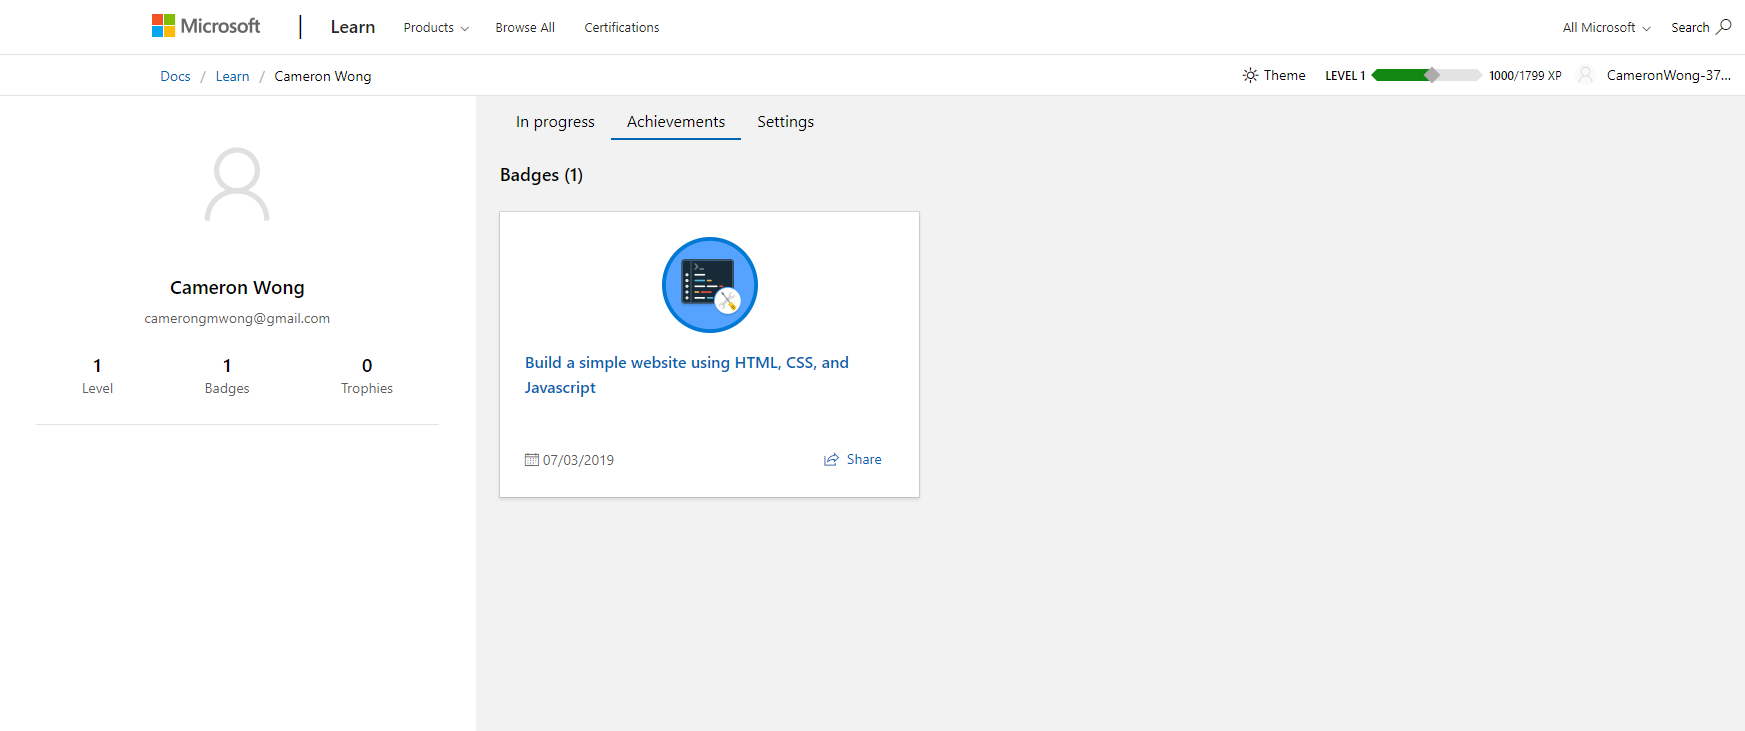 Microsoft Learn Products Browse All Certifications All Microsoft Search
Docs / Learn / Cameron Wong Theme LEVEL 1 1000/1799 XP CameronWong-37...
In progress Achievements Settings
Badges (1)
Cameron Wong
camerongmwong@gmail.com
1 1 0
Level Badges Trophies
Build a simple website using HTML, CSS, and
Javascript
07/03/2019 Share